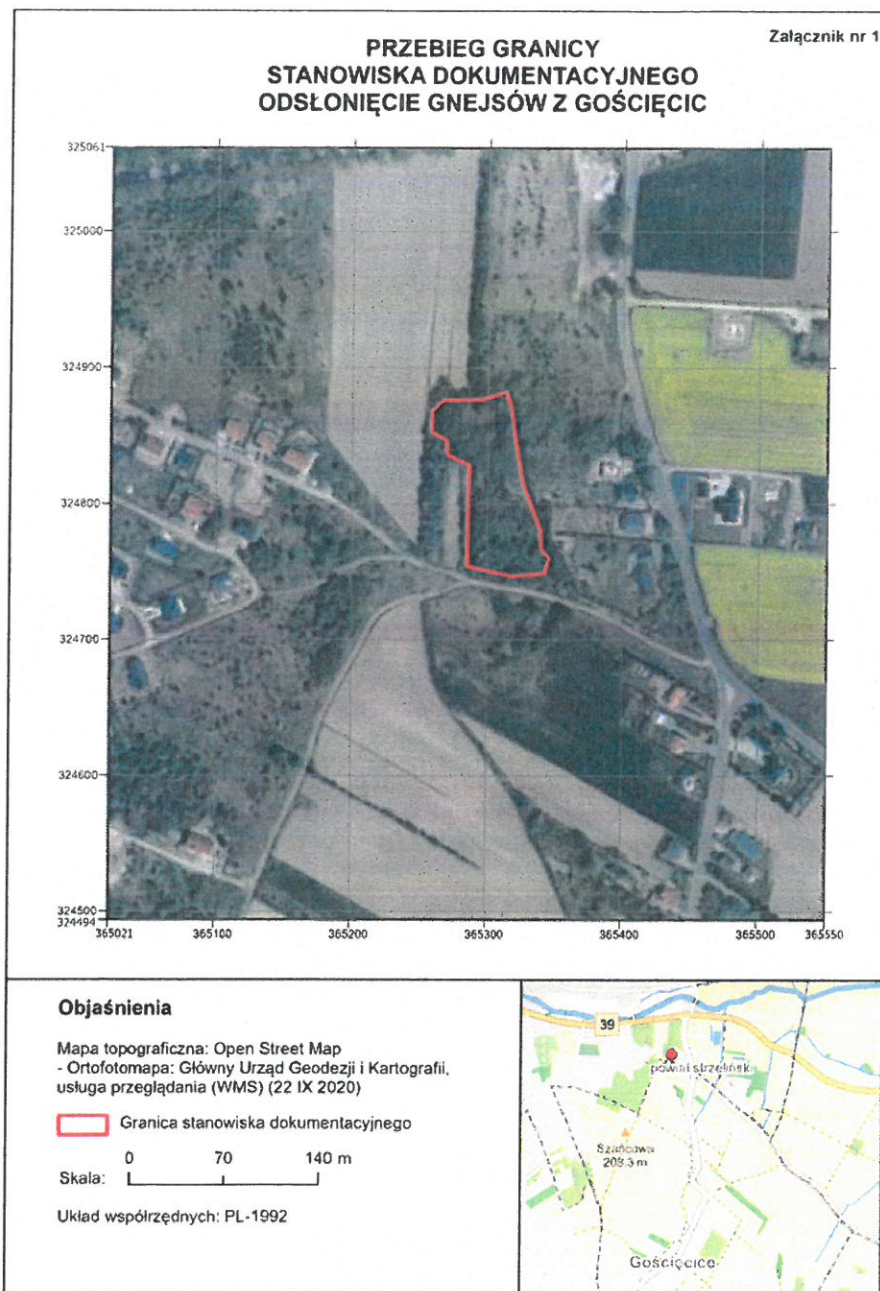 Załącznik nr 1
PRZEBIEG GRANICY
STANOWISKA DOKUMENTACYJNEGO
ODSŁONIĘCIE GNEJSÓW Z GOŚCIĘCIC
325061
325000
324900
324800
324700
324600
324500
324494
365021 365100 365200 365300 365400 365500 365550
Objaśnienia
Mapa topograficzna: Open Street Map
- Ortofotomapa: Główny Urząd Geodezji i Kartografii,
usługa przeglądania (WMS) (22 IX 2020)
Granica stanowiska dokumentacyjnego
0 70 140 m
Skala:
Układ współrzędnych: PL-1992
39
powiat strzeliński
Szańcowa
208.3 m
Gościęcice